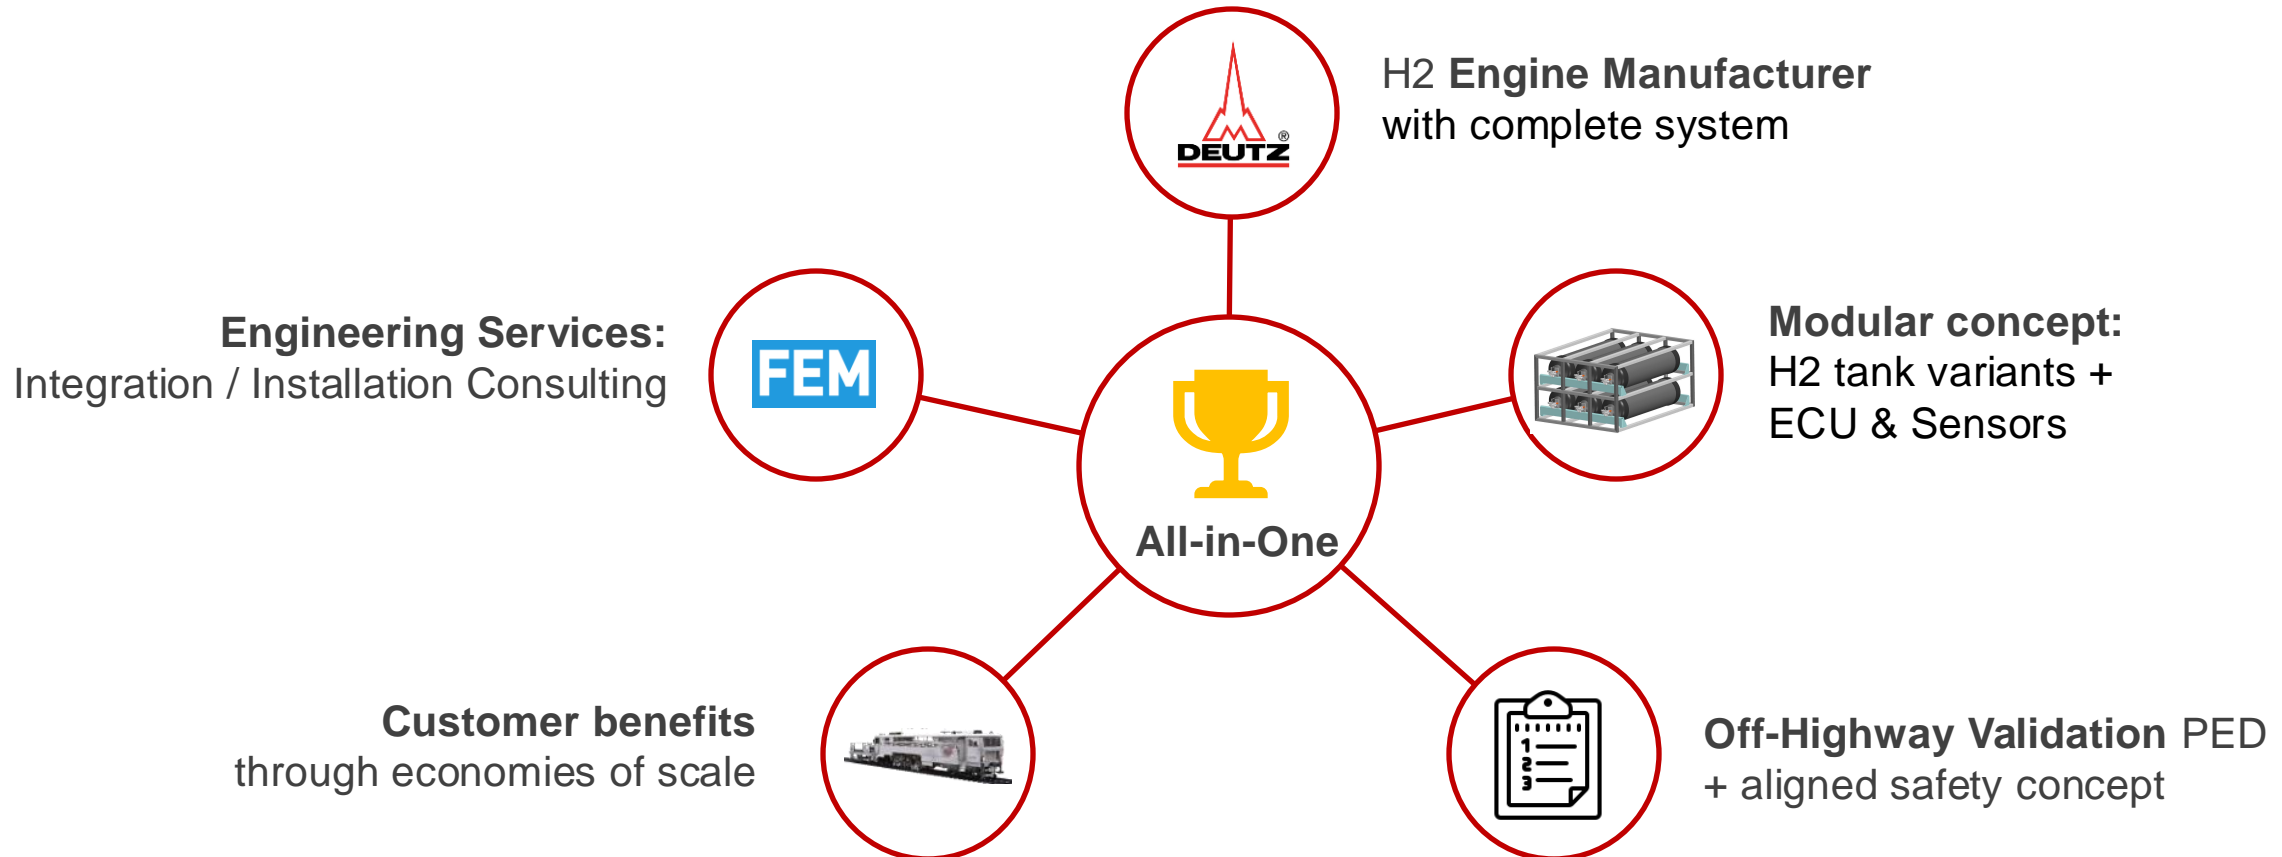 H2 Engine Manufacturer
with complete system
DEUTZ
®
Engineering Services:
Integration / Installation Consulting
FEM
Modular concept:
H2 tank variants +
ECU & Sensors
All-in-One
Customer benefits
through economies of scale
1
2
3
Off-Highway Validation PED
+ aligned safety concept